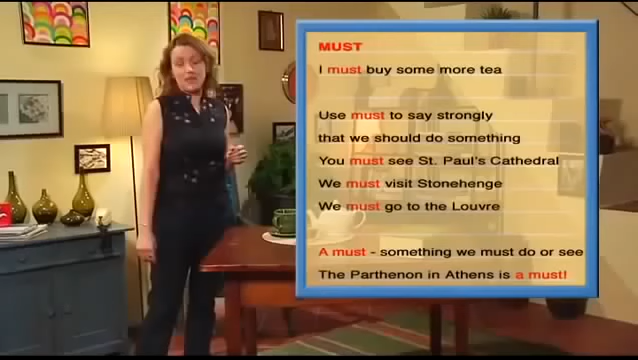 MUST
I must buy some more tea
Use must to say strongly
that we should do something
You must see St. Paul's Cathedral
We must visit Stonehenge
We must go to the Louvre
A must - something we must do or see
The Parthenon in Athens is a must!